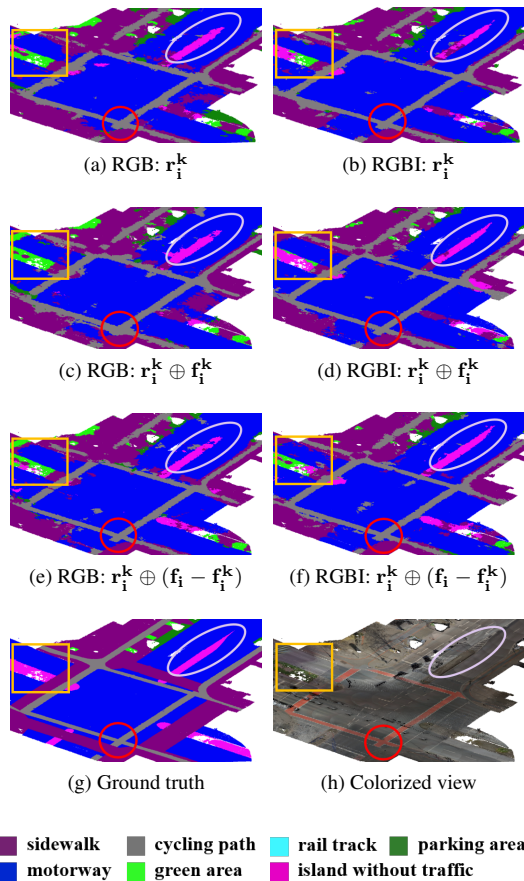 (a) RGB: r_i^k
(b) RGBI: r_i^k
(c) RGB: r_i^k ⊕ f_i^k
(d) RGBI: r_i^k ⊕ f_i^k
(e) RGB: r_i^k ⊕ (f_i − f_i^k)
(f) RGBI: r_i^k ⊕ (f_i − f_i^k)
(g) Ground truth
(h) Colorized view
sidewalk cycling path rail track parking area
motorway green area island without traffic